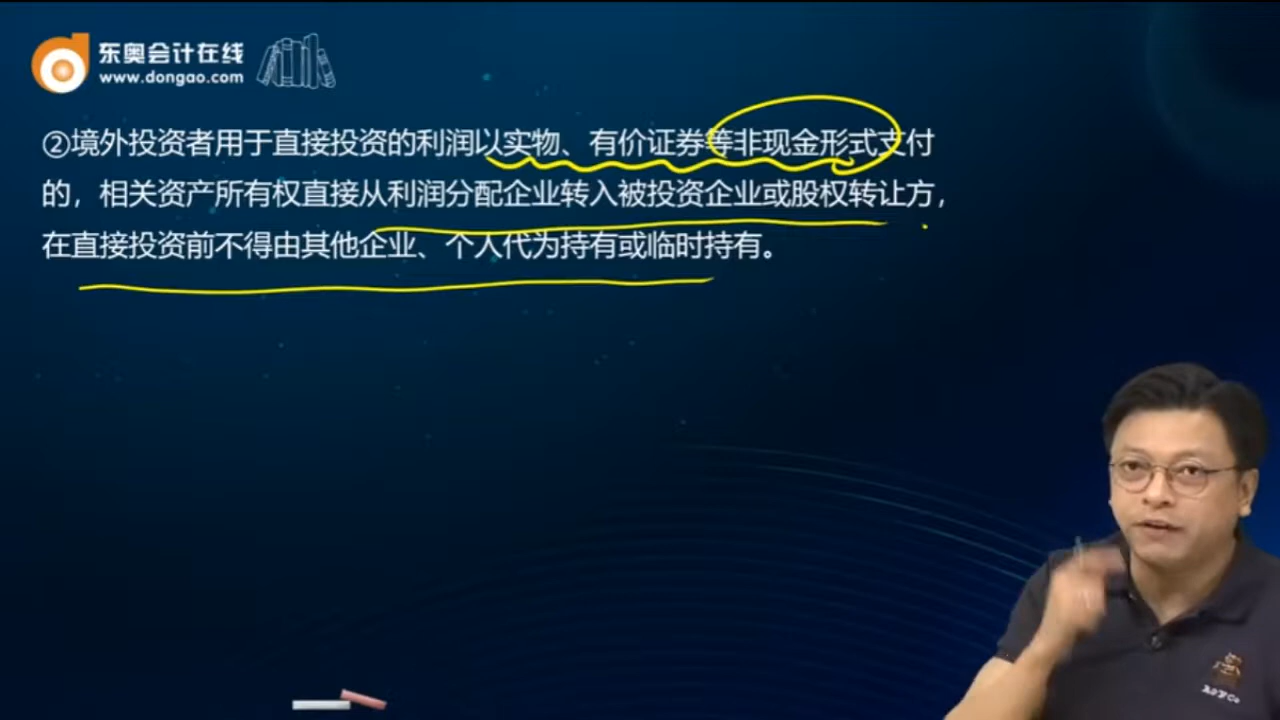 东奥会计在线
www.dongao.com
②境外投资者用于直接投资的利润以实物、有价证券等非现金形式支付
的，相关资产所有权直接从利润分配企业转入被投资企业或股权转让方，
在直接投资前不得由其他企业、个人代为持有或临时持有。